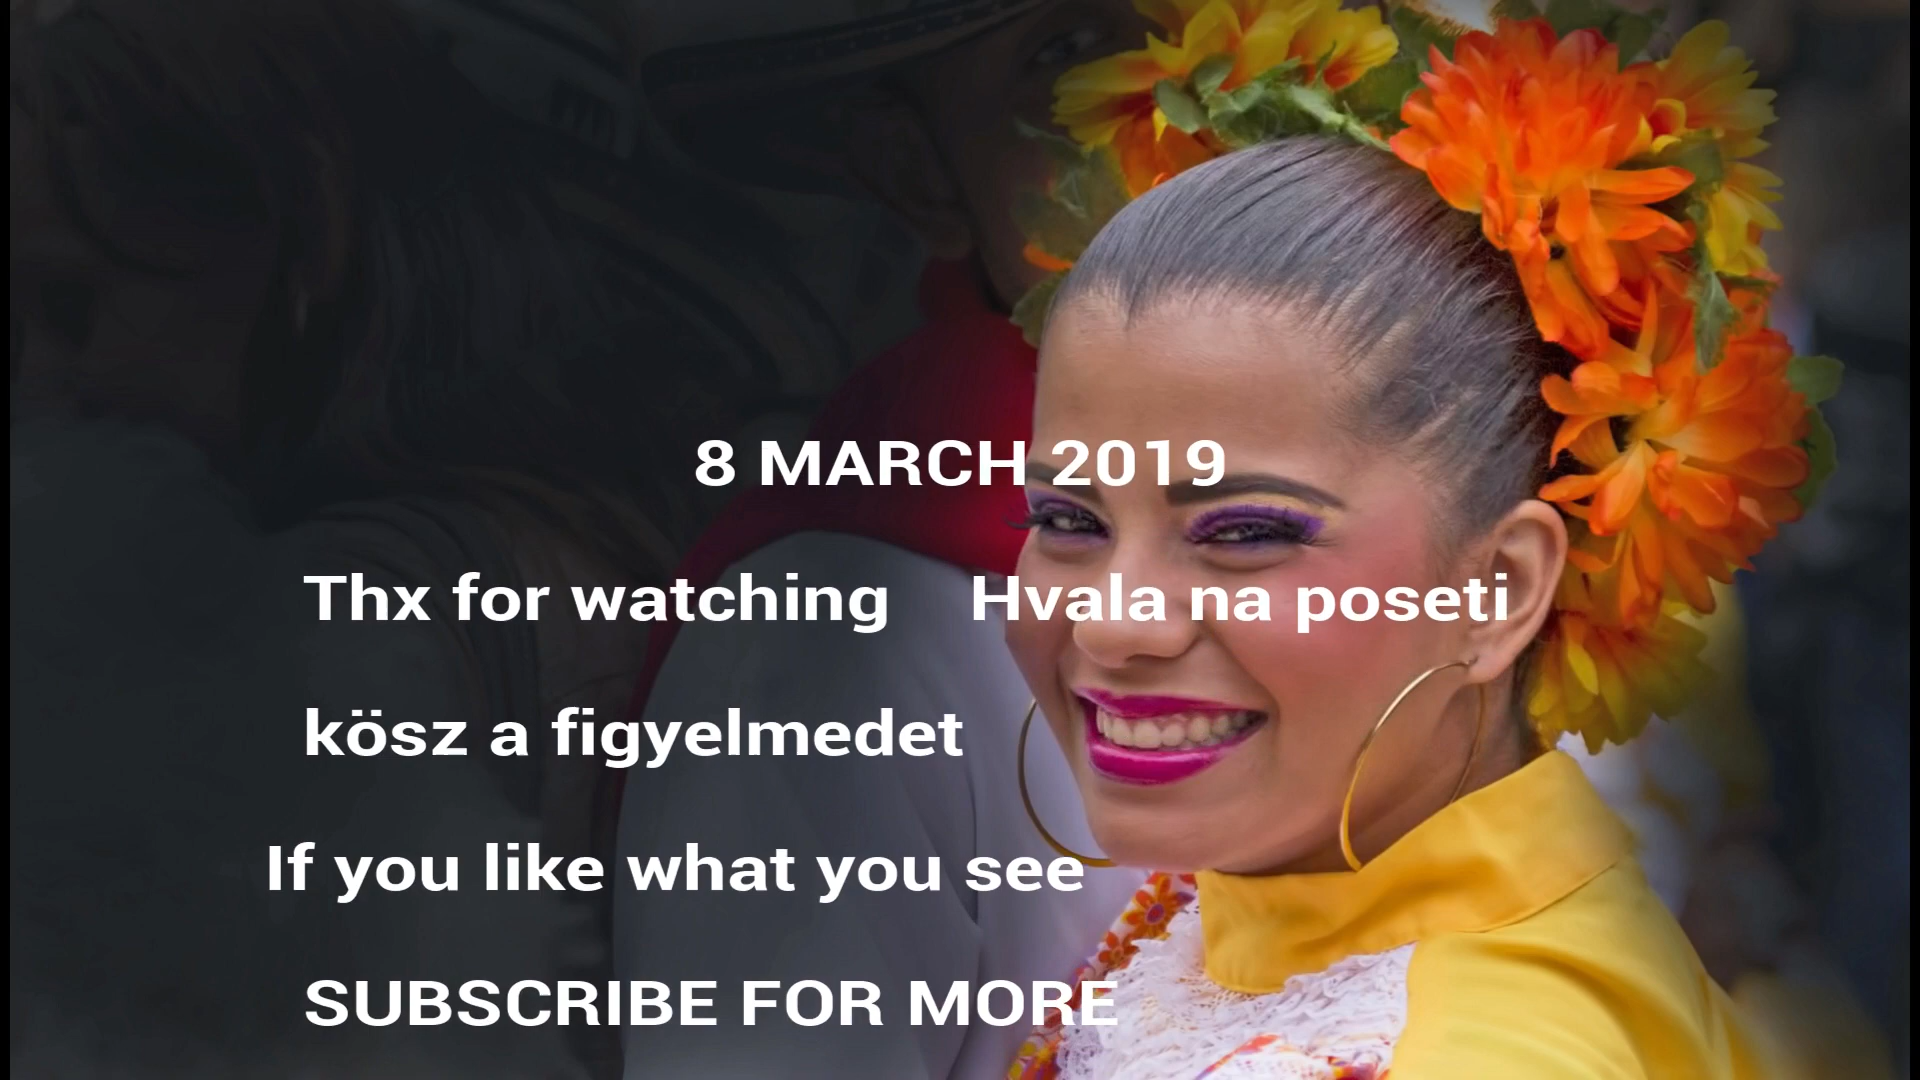 8 MARCH 2019
Thx for watching Hvala na poseti
kösz a figyelmedet
If you like what you see
SUBSCRIBE FOR MORE